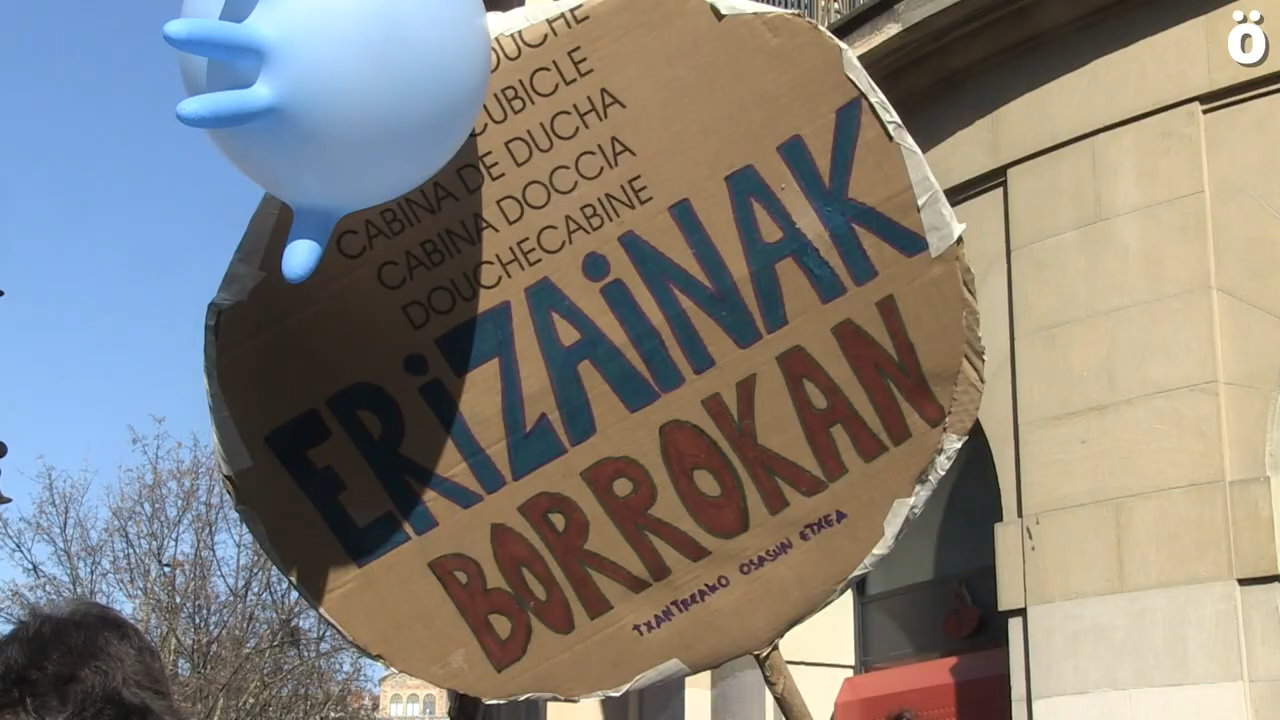 DOUCHE
CUBICLE
CABINA DE DUCHA
CABINA DOCCIA
DOUCHECABINE
ERiZAiNAK
BORROKAN
TXANTREAKO OSASUN ETXEA
ö